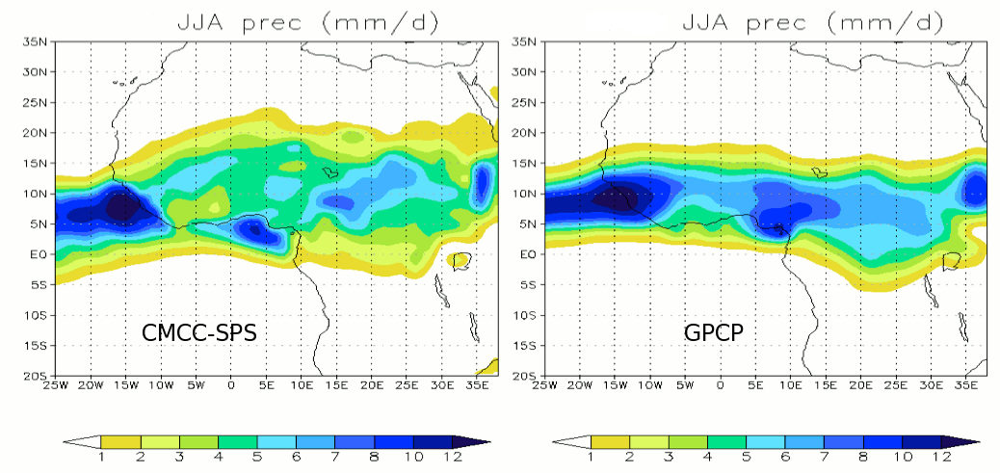 JJA prec (mm/d)
35N
30N
25N
20N
15N
10N
5N
EQ
5S
10S
15S
20S
25W 20W 15W 10W 5W 0 5E 10E 15E 20E 25E 30E 35E
CMCC-SPS
1 2 3 4 5 6 7 8 10 12
JJA prec (mm/d)
35N
30N
25N
20N
15N
10N
5N
EQ
5S
10S
15S
20S
25W 20W 15W 10W 5W 0 5E 10E 15E 20E 25E 30E 35E
GPCP
1 2 3 4 5 6 7 8 10 12